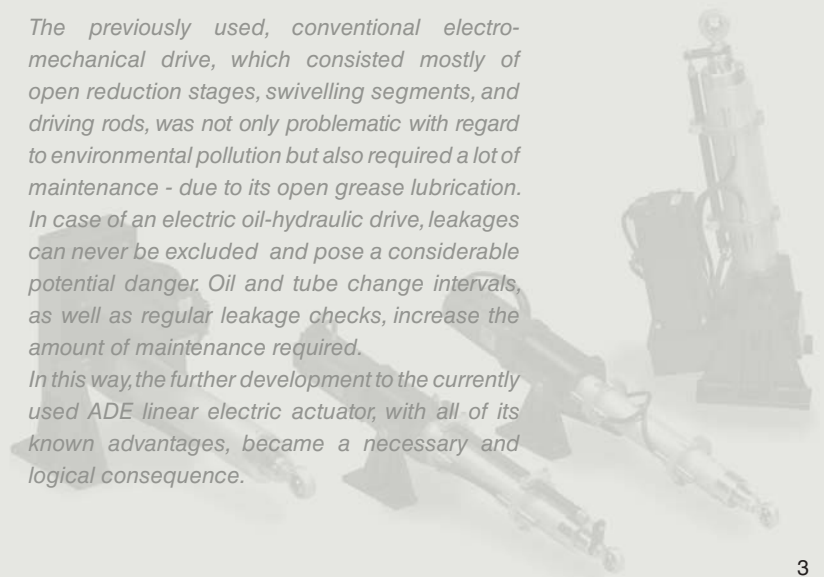 The previously used, conventional electro-
mechanical drive, which consisted mostly of
open reduction stages, swivelling segments, and
driving rods, was not only problematic with regard
to environmental pollution but also required a lot of
maintenance - due to its open grease lubrication.
In case of an electric oil-hydraulic drive, leakages
can never be excluded and pose a considerable
potential danger. Oil and tube change intervals,
as well as regular leakage checks, increase the
amount of maintenance required.
In this way, the further development to the currently
used ADE linear electric actuator, with all of its
known advantages, became a necessary and
logical consequence.
3